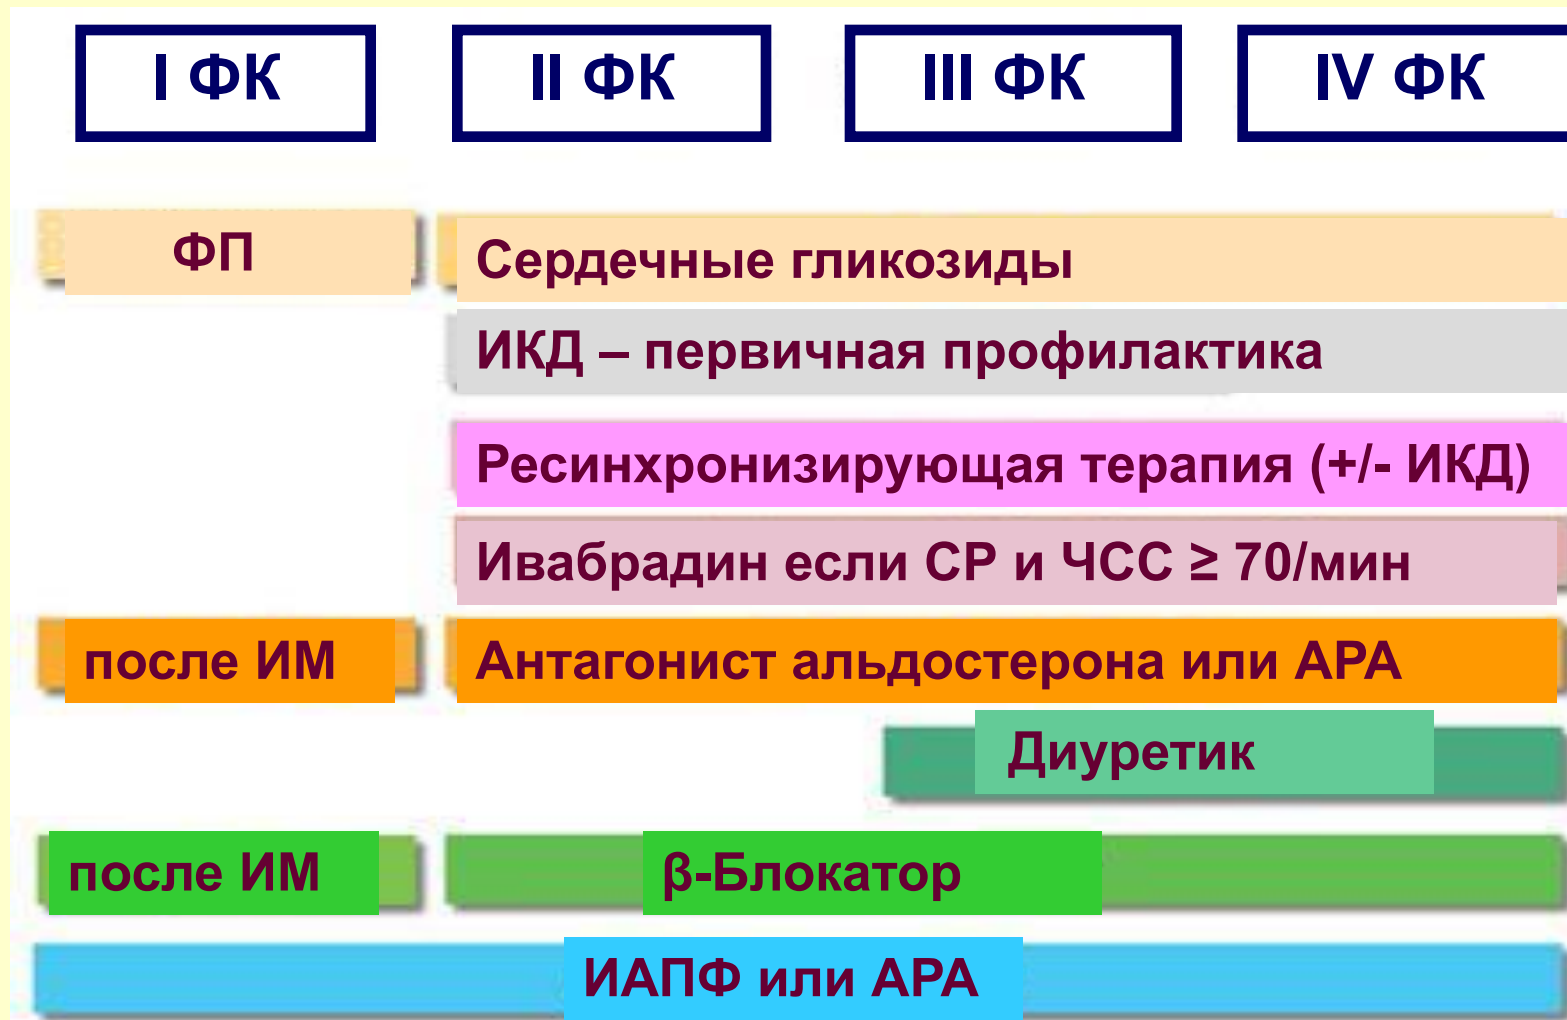 I ФК
II ФК
III ФК
IV ФК
ФП
Сердечные гликозиды
ИКД – первичная профилактика
Ресинхронизирующая терапия (+/- ИКД)
Ивабрадин если СР и ЧСС ≥ 70/мин
после ИМ
Антагонист альдостерона или АРА
Диуретик
после ИМ
β-Блокатор
ИАПФ или АРА